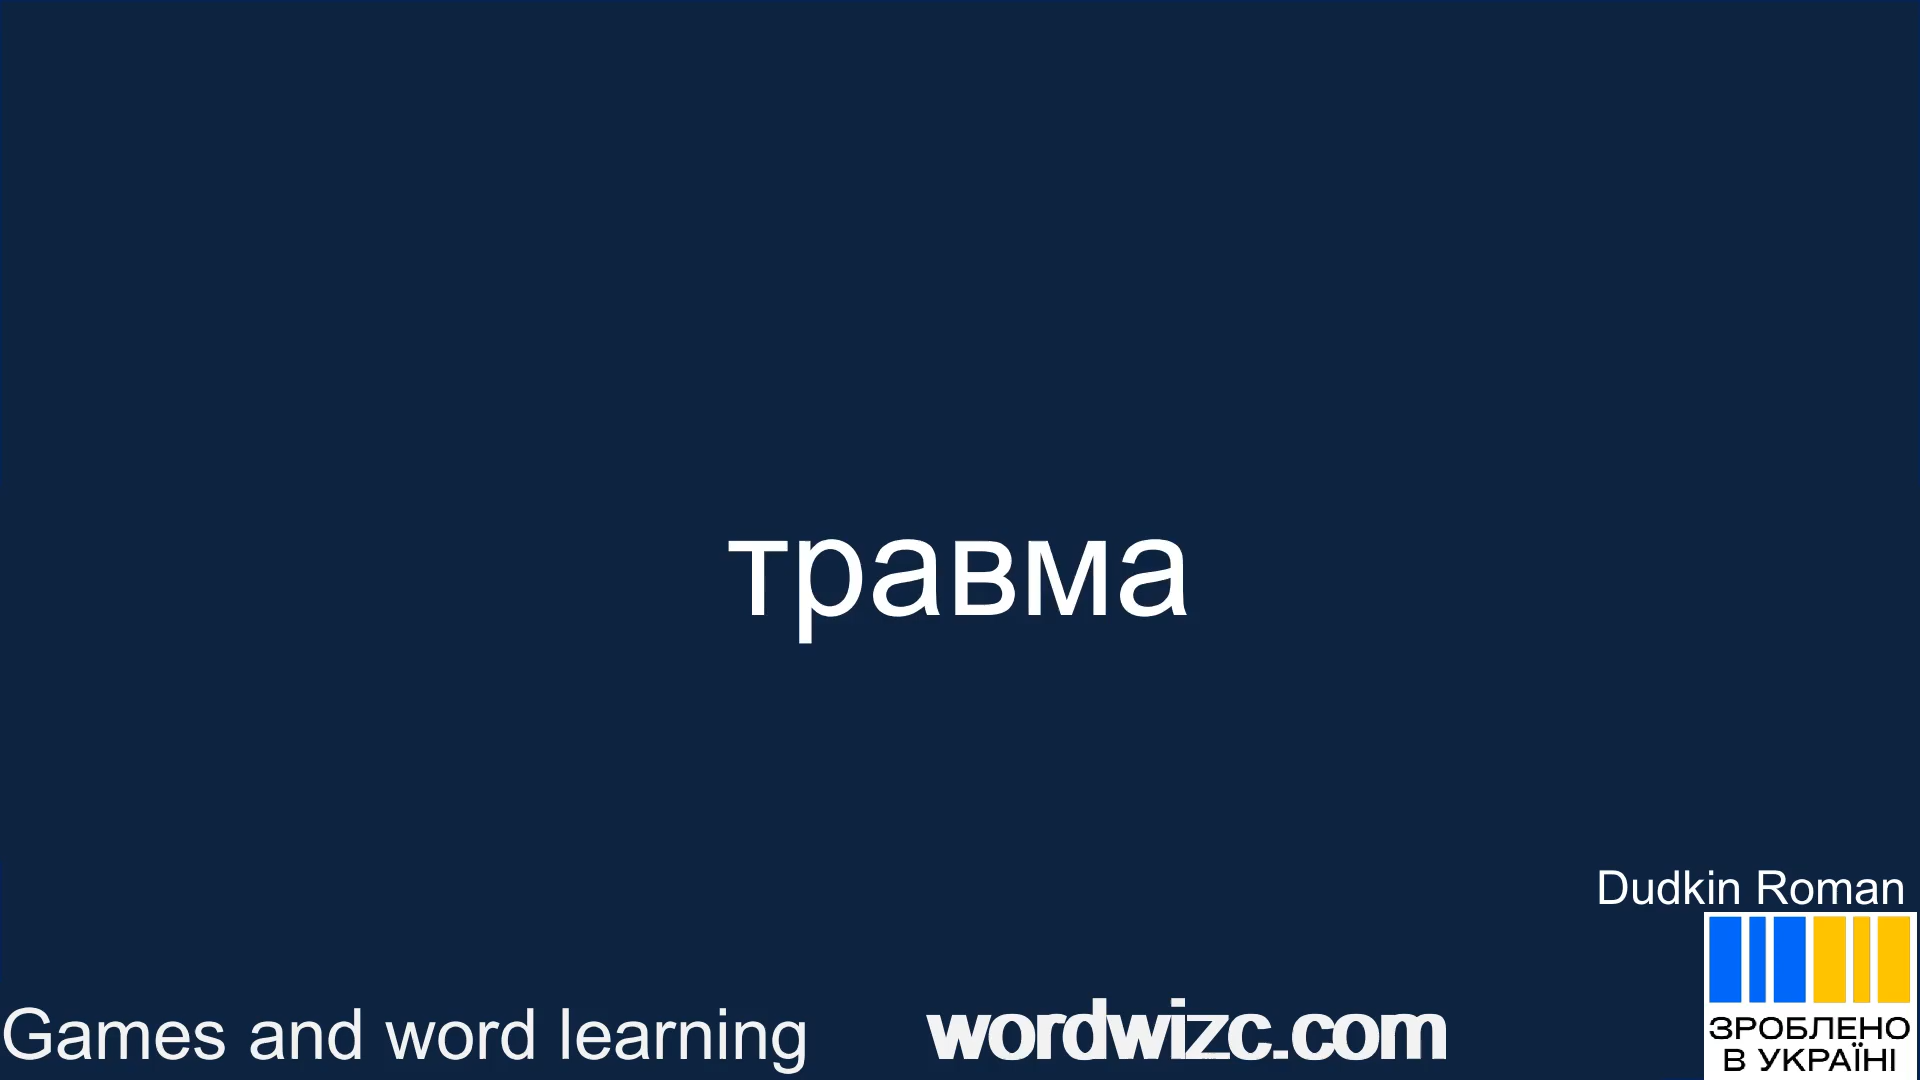 травма
Dudkin Roman
Games and word learning
wordwizc.com
ЗРОБЛЕНО
В УКРАЇНІ